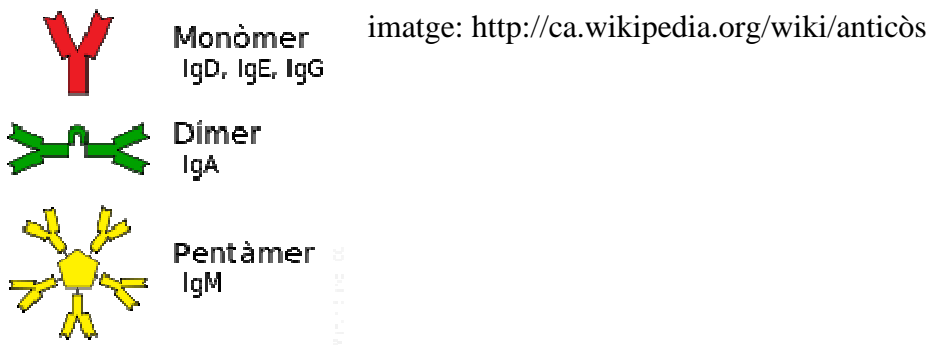 Monòmer
IgD, IgE, IgG
imatge: http://ca.wikipedia.org/wiki/anticòs
Dímer
IgA
Pentàmer
IgM